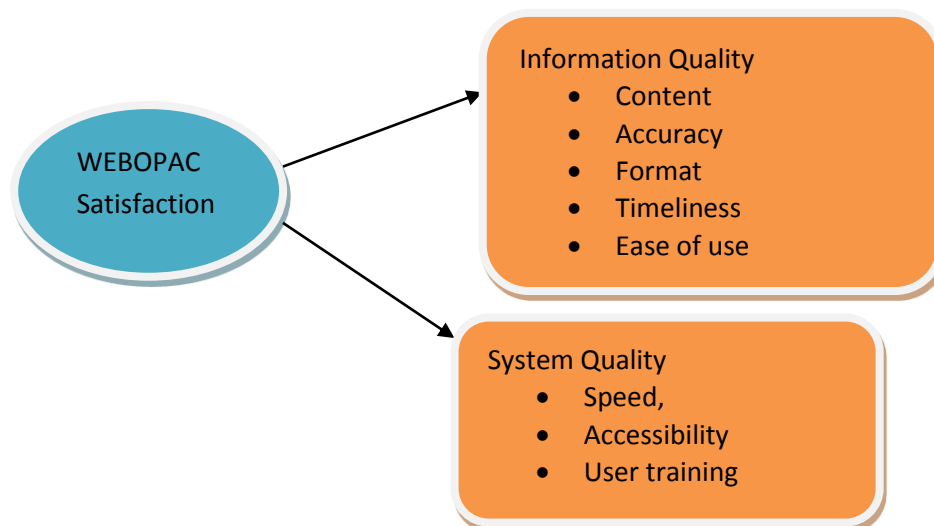 WEBOPAC
Satisfaction
Information Quality
• Content
• Accuracy
• Format
• Timeliness
• Ease of use
System Quality
• Speed,
• Accessibility
• User training